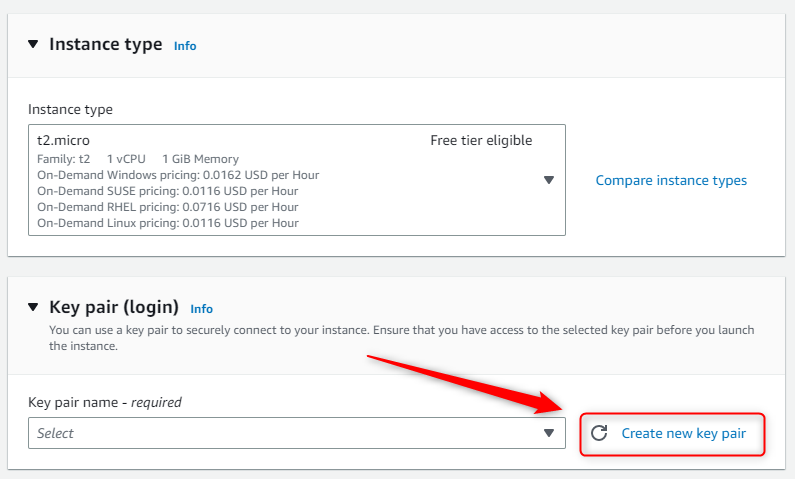 Instance type Info
Instance type
t2.micro Free tier eligible
Family: t2 1 vCPU 1 GiB Memory
On-Demand Windows pricing: 0.0162 USD per Hour
On-Demand SUSE pricing: 0.0116 USD per Hour
On-Demand RHEL pricing: 0.0716 USD per Hour
On-Demand Linux pricing: 0.0116 USD per Hour
Compare instance types
Key pair (login) Info
You can use a key pair to securely connect to your instance. Ensure that you have access to the selected key pair before you launch
the instance.
Key pair name - required
Select
Create new key pair